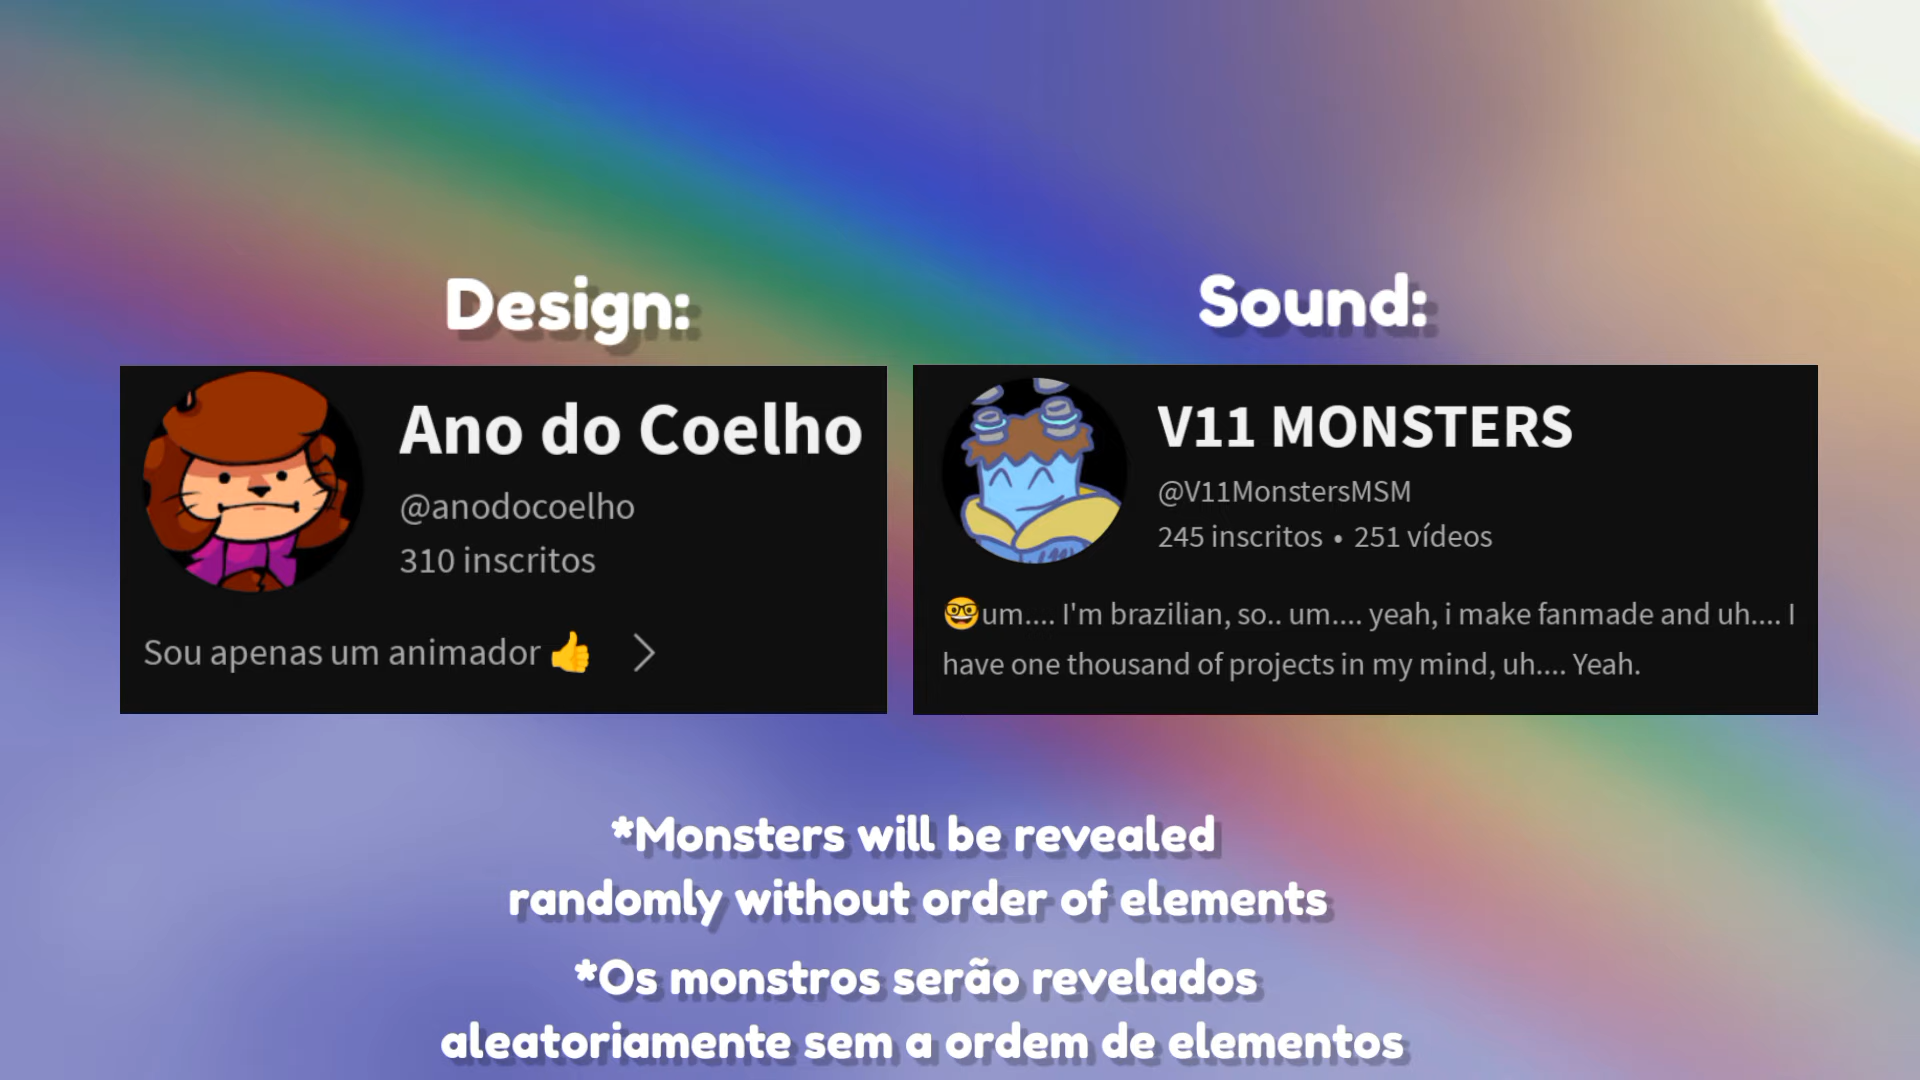 Design:
Ano do Coelho
@anodocoelho
310 inscritos
Sou apenas um animador 👍
Sound:
V11 MONSTERS
@V11MonstersMSM
245 inscritos • 251 vídeos
🤓um.... I'm brazilian, so.. um.... yeah, i make fanmade and uh.... I
have one thousand of projects in my mind, uh.... Yeah.
*Monsters will be revealed
randomly without order of elements
*Os monstros serão revelados
aleatoriamente sem a ordem de elementos